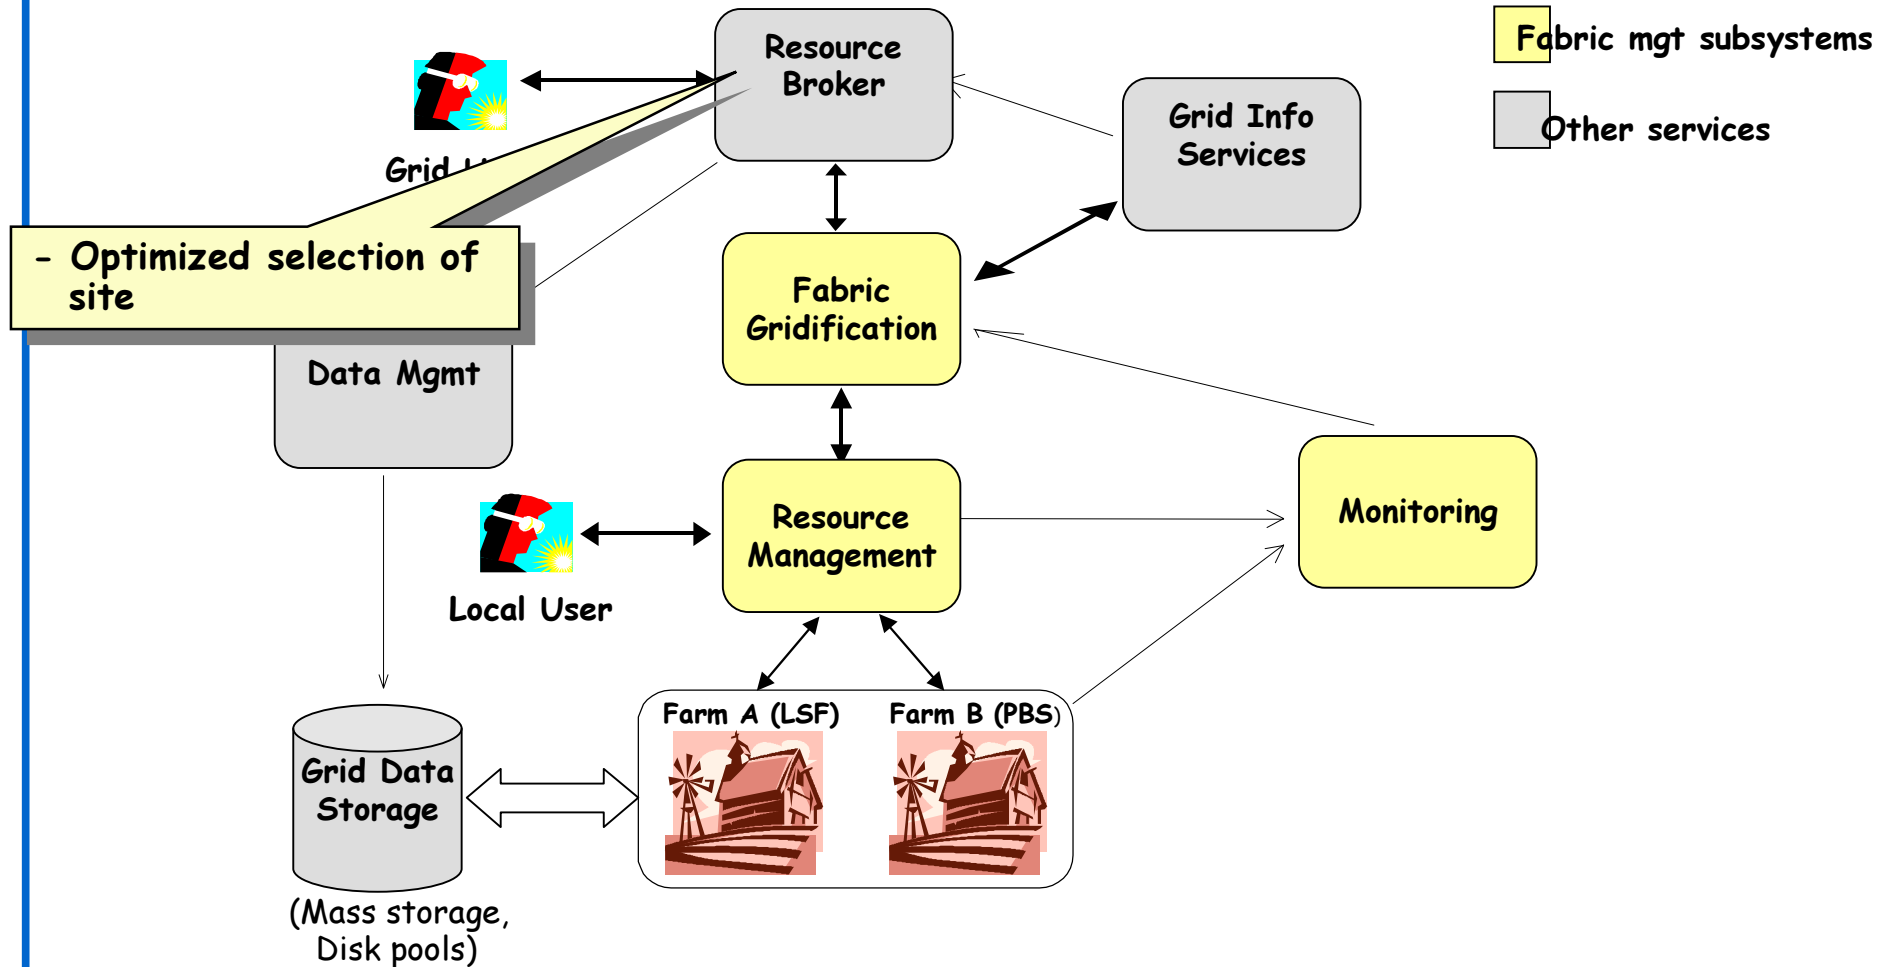 Resource
Broker
Fabric mgt subsystems
Grid Info
Services
Other services
Grid
- Optimized selection of
site
Fabric
Gridification
Data Mgmt
Resource
Management
Monitoring
Local User
Farm A (LSF)
Farm B (PBS)
Grid Data
Storage
(Mass storage,
Disk pools)